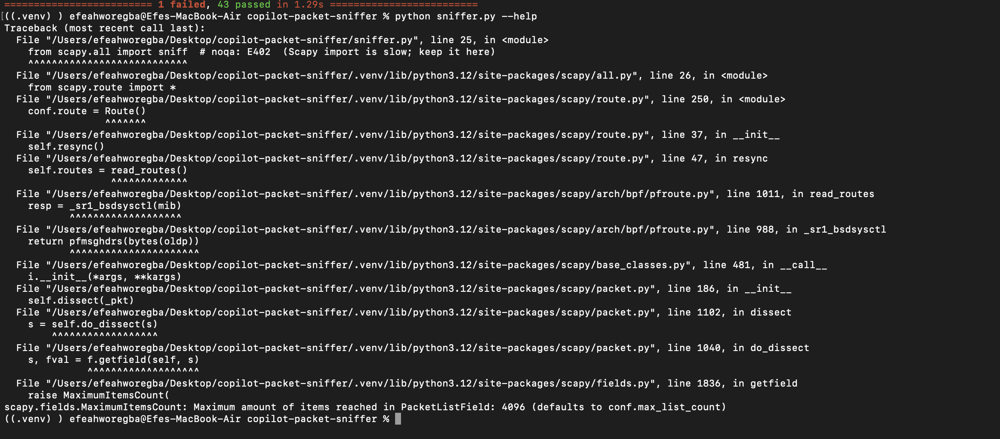 ========================= 1 failed, 43 passed in 1.29s =========================
[((.venv) ) efeahworegba@Efes-MacBook-Air copilot-packet-sniffer % python sniffer.py --help
Traceback (most recent call last):
  File "/Users/efeahworegba/Desktop/copilot-packet-sniffer/sniffer.py", line 25, in <module>
    from scapy.all import sniff  # noqa: E402  (Scapy import is slow; keep it here)
    ^^^^^^^^^^^^^^^^^^^^^^^^^^^
  File "/Users/efeahworegba/Desktop/copilot-packet-sniffer/.venv/lib/python3.12/site-packages/scapy/all.py", line 26, in <module>
    from scapy.route import *
  File "/Users/efeahworegba/Desktop/copilot-packet-sniffer/.venv/lib/python3.12/site-packages/scapy/route.py", line 250, in <module>
    conf.route = Route()
                 ^^^^^^^
  File "/Users/efeahworegba/Desktop/copilot-packet-sniffer/.venv/lib/python3.12/site-packages/scapy/route.py", line 37, in __init__
    self.resync()
  File "/Users/efeahworegba/Desktop/copilot-packet-sniffer/.venv/lib/python3.12/site-packages/scapy/route.py", line 47, in resync
    self.routes = read_routes()
                  ^^^^^^^^^^^^^
  File "/Users/efeahworegba/Desktop/copilot-packet-sniffer/.venv/lib/python3.12/site-packages/scapy/arch/bpf/pfroute.py", line 1011, in read_routes
    resp = _sr1_bsdsysctl(mib)
           ^^^^^^^^^^^^^^^^^^^
  File "/Users/efeahworegba/Desktop/copilot-packet-sniffer/.venv/lib/python3.12/site-packages/scapy/arch/bpf/pfroute.py", line 988, in _sr1_bsdsysctl
    return pfmsghdrs(bytes(oldp))
           ^^^^^^^^^^^^^^^^^^^^^^
  File "/Users/efeahworegba/Desktop/copilot-packet-sniffer/.venv/lib/python3.12/site-packages/scapy/base_classes.py", line 481, in __call__
    i.__init__(*args, **kargs)
  File "/Users/efeahworegba/Desktop/copilot-packet-sniffer/.venv/lib/python3.12/site-packages/scapy/packet.py", line 186, in __init__
    self.dissect(_pkt)
  File "/Users/efeahworegba/Desktop/copilot-packet-sniffer/.venv/lib/python3.12/site-packages/scapy/packet.py", line 1102, in dissect
    s = self.do_dissect(s)
        ^^^^^^^^^^^^^^^^^^
  File "/Users/efeahworegba/Desktop/copilot-packet-sniffer/.venv/lib/python3.12/site-packages/scapy/packet.py", line 1040, in do_dissect
    s, fval = f.getfield(self, s)
              ^^^^^^^^^^^^^^^^^^^
  File "/Users/efeahworegba/Desktop/copilot-packet-sniffer/.venv/lib/python3.12/site-packages/scapy/fields.py", line 1836, in getfield
    raise MaximumItemsCount(
scapy.fields.MaximumItemsCount: Maximum amount of items reached in PacketListField: 4096 (defaults to conf.max_list_count)
((.venv) ) efeahworegba@Efes-MacBook-Air copilot-packet-sniffer %